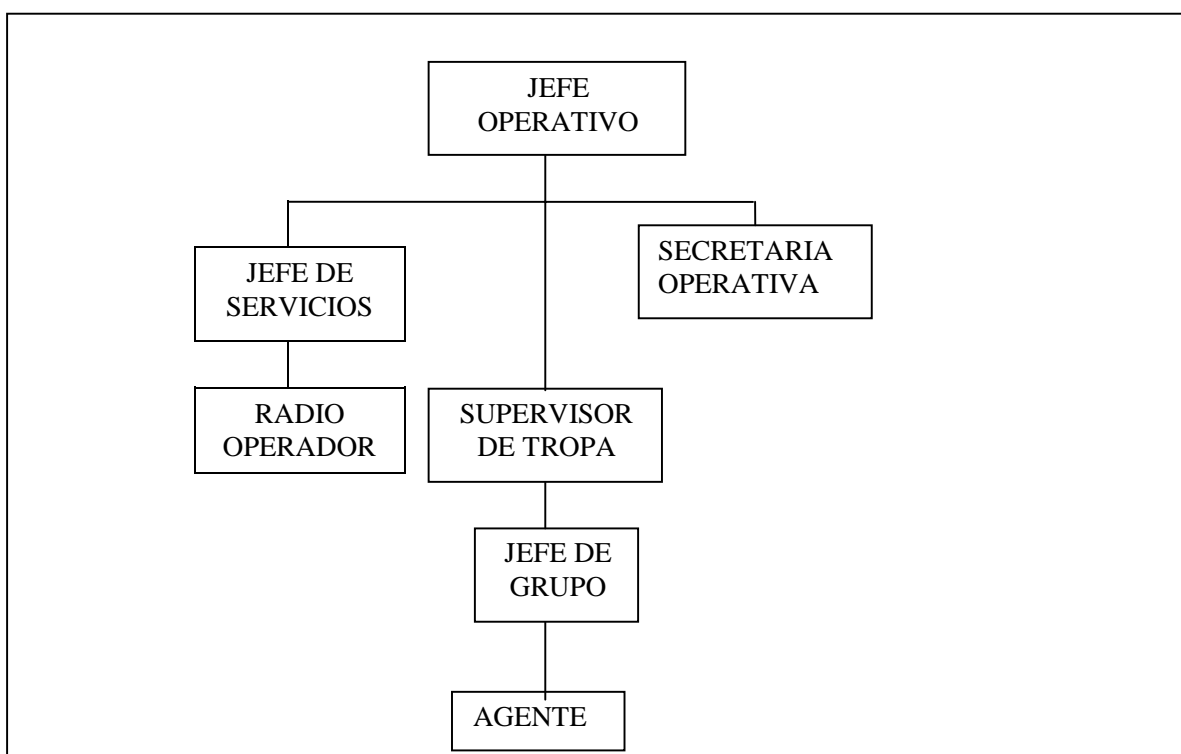 JEFE
OPERATIVO
JEFE DE
SERVICIOS
SECRETARIA
OPERATIVA
RADIO
OPERADOR
SUPERVISOR
DE TROPA
JEFE DE
GRUPO
AGENTE